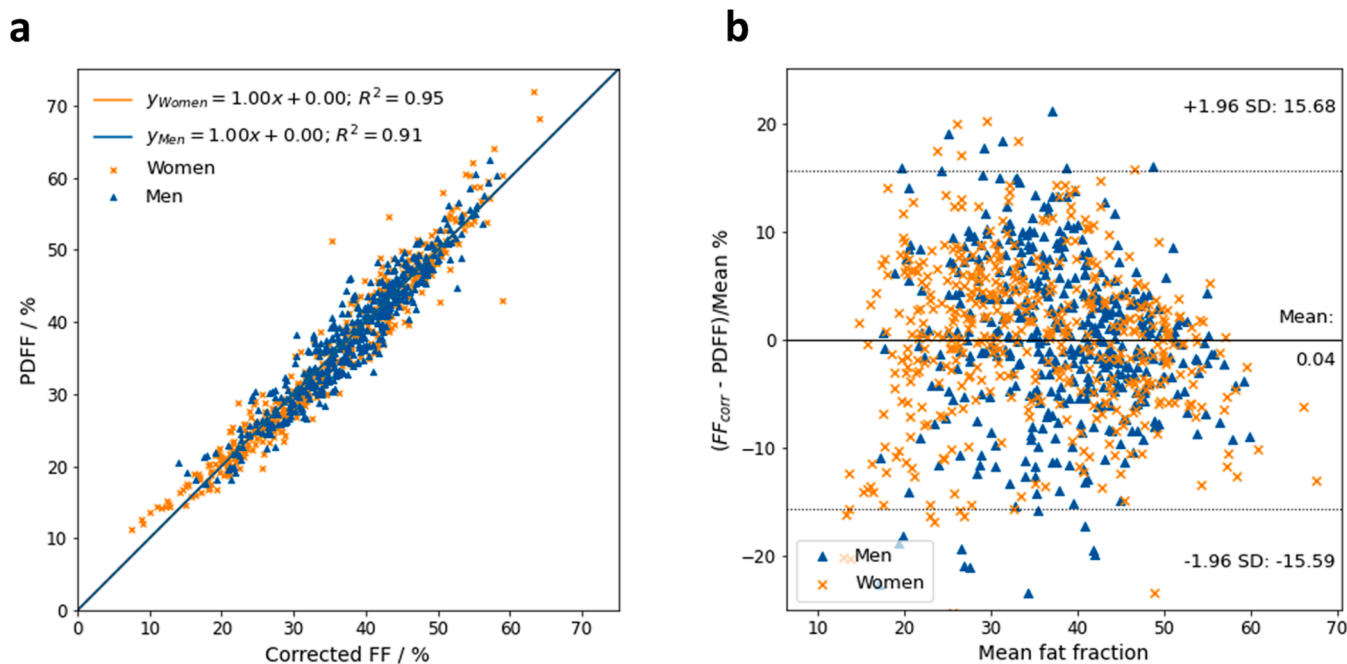 a
b
y_Women = 1.00x + 0.00; R² = 0.95
y_Men = 1.00x + 0.00; R² = 0.91
Women
Men
70
60
50
40
30
20
10
0
PDFF / %
0 10 20 30 40 50 60 70
Corrected FF / %
+1.96 SD: 15.68
Mean:
0.04
-1.96 SD: -15.59
20
10
0
−10
−20
(FF_corr - PDFF)/Mean %
Men
Women
10 20 30 40 50 60 70
Mean fat fraction